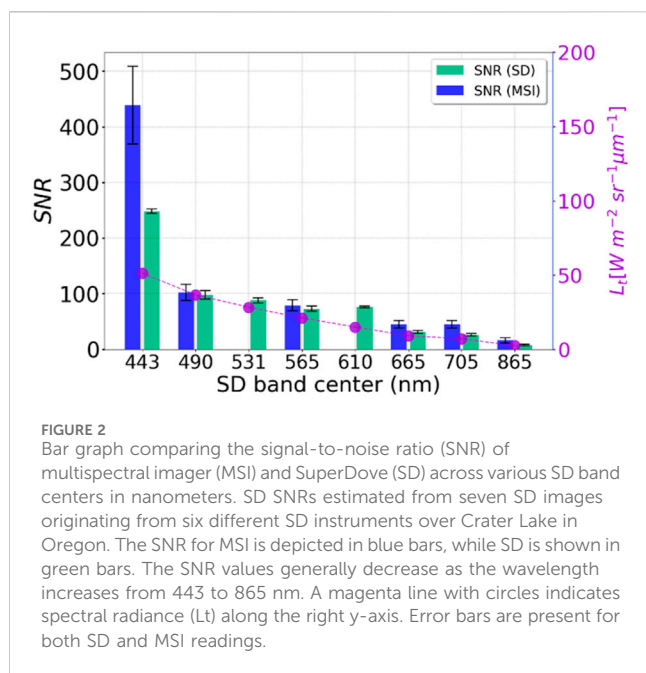 500
400
300
200
100
0
SNR
SNR (SD)
SNR (MSI)
200
150
100
50
0
L_t[W m⁻² sr⁻¹μm⁻¹]
443 490 531 565 610 665 705 865
SD band center (nm)
FIGURE 2
Bar graph comparing the signal-to-noise ratio (SNR) of
multispectral imager (MSI) and SuperDove (SD) across various SD band
centers in nanometers. SD SNRs estimated from seven SD images
originating from six different SD instruments over Crater Lake in
Oregon. The SNR for MSI is depicted in blue bars, while SD is shown in
green bars. The SNR values generally decrease as the wavelength
increases from 443 to 865 nm. A magenta line with circles indicates
spectral radiance (Lt) along the right y-axis. Error bars are present for
both SD and MSI readings.